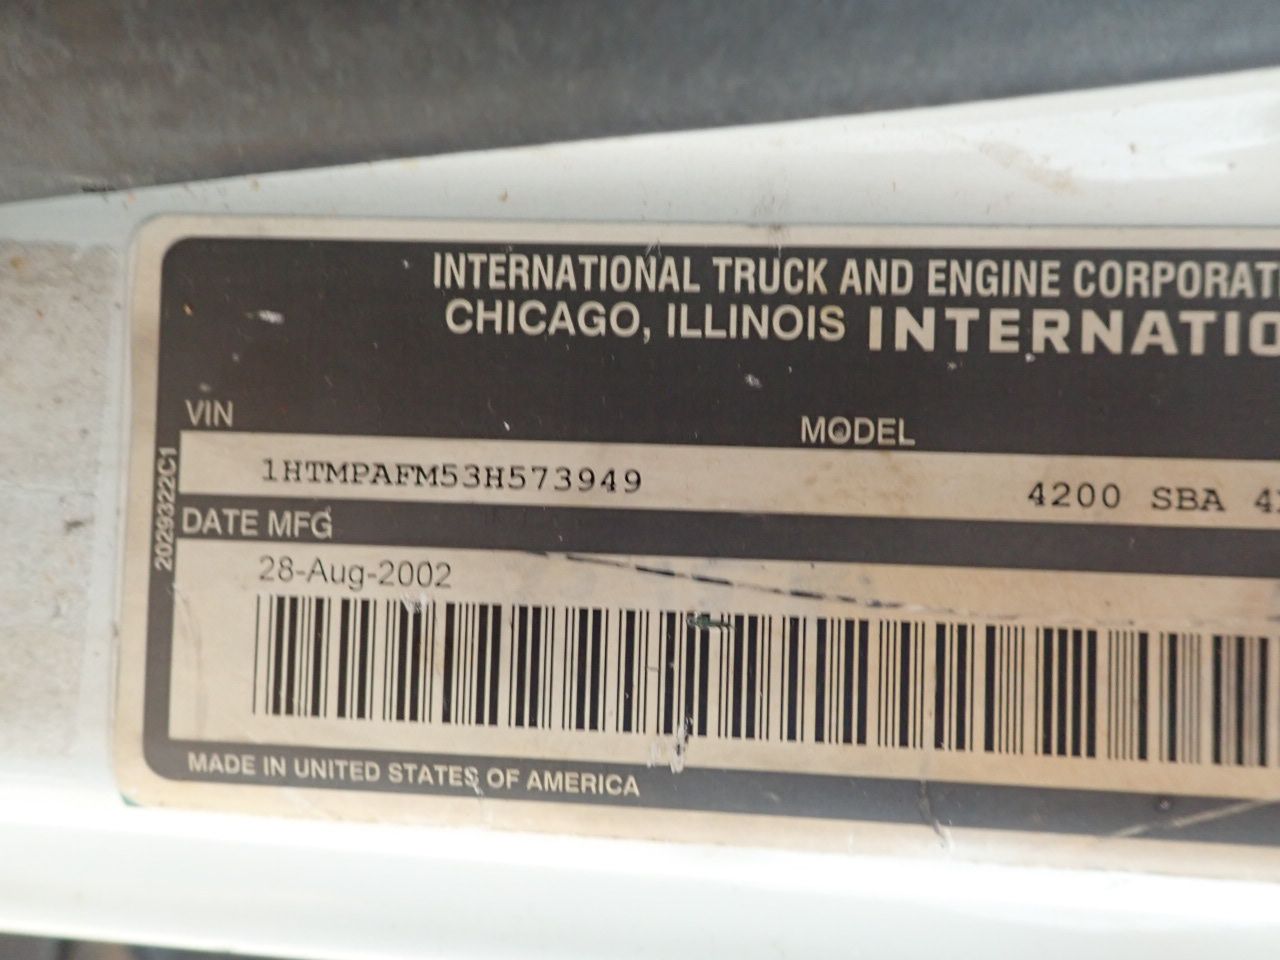 INTERNATIONAL TRUCK AND ENGINE CORPORATI
CHICAGO, ILLINOIS INTERNATIO
VIN
MODEL
1HTMPAFM53H573949
4200 SBA
2029322C1
DATE MFG
28-Aug-2002
MADE IN UNITED STATES OF AMERICA